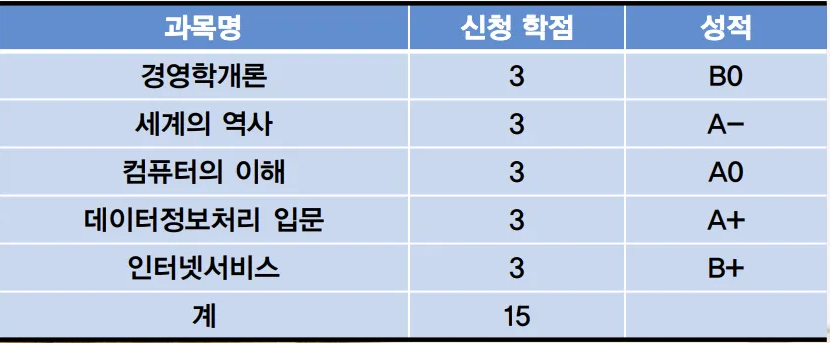 과목명 신청 학점 성적
경영학개론 3 B0
세계의 역사 3 A-
컴퓨터의 이해 3 A0
데이터정보처리 입문 3 A+
인터넷서비스 3 B+
계 15